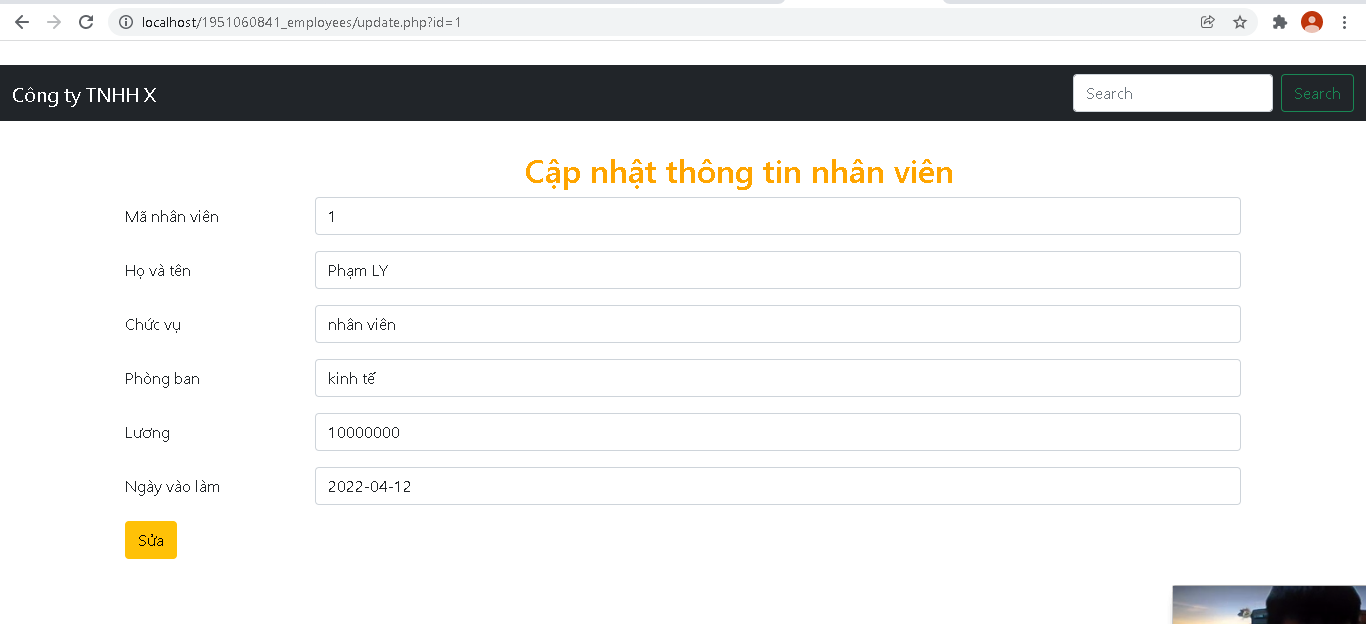 localhost/1951060841_employees/update.php?id=1
Công ty TNHH X
Search
Search
Cập nhật thông tin nhân viên
Mã nhân viên
1
Họ và tên
Phạm LY
Chức vụ
nhân viên
Phòng ban
kinh tế
Lương
10000000
Ngày vào làm
2022-04-12
Sửa